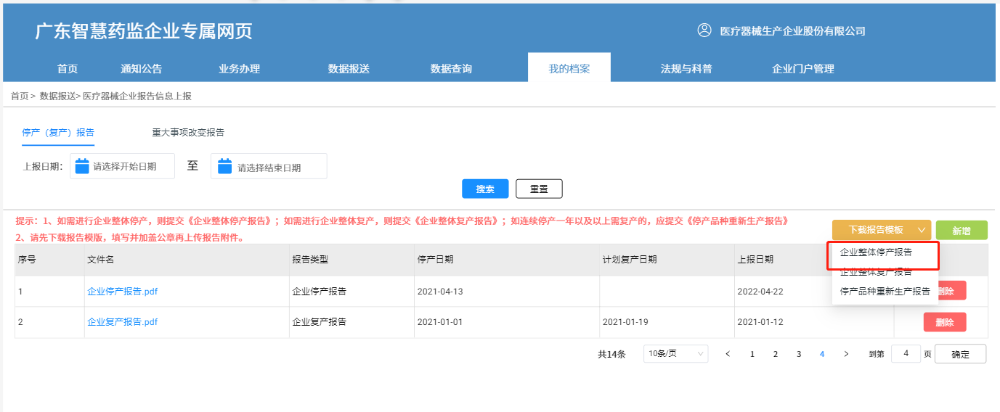 广东智慧药监企业专属网页
医疗器械生产企业股份有限公司
首页 通知公告 业务办理 数据报送 数据查询 我的档案 法规与科普 企业门户管理
首页 > 数据报送> 医疗器械企业报告信息上报
停产（复产）报告 重大事项改变报告
上报日期： 请选择开始日期 至 请选择结束日期
搜索 重置
提示：1、如需进行企业整体停产，则提交《企业整体停产报告》；如需进行企业整体复产，则提交《企业整体复产报告》；如连续停产一年以及以上需复产的，应提交《停产品种重新生产报告》
2、请先下载报告模版，填写并加盖公章再上传报告附件。
下载报告模板 新增
企业整体停产报告
企业整体复产报告
停产品种重新生产报告
序号 文件名 报告类型 停产日期 计划复产日期 上报日期
1 企业停产报告.pdf 企业停产报告 2021-04-13 2022-04-22 删除
2 企业复产报告.pdf 企业复产报告 2021-01-01 2021-01-19 2021-01-12 删除
共14条 10条/页 < 1 2 3 4 > 到第 4 页 确定